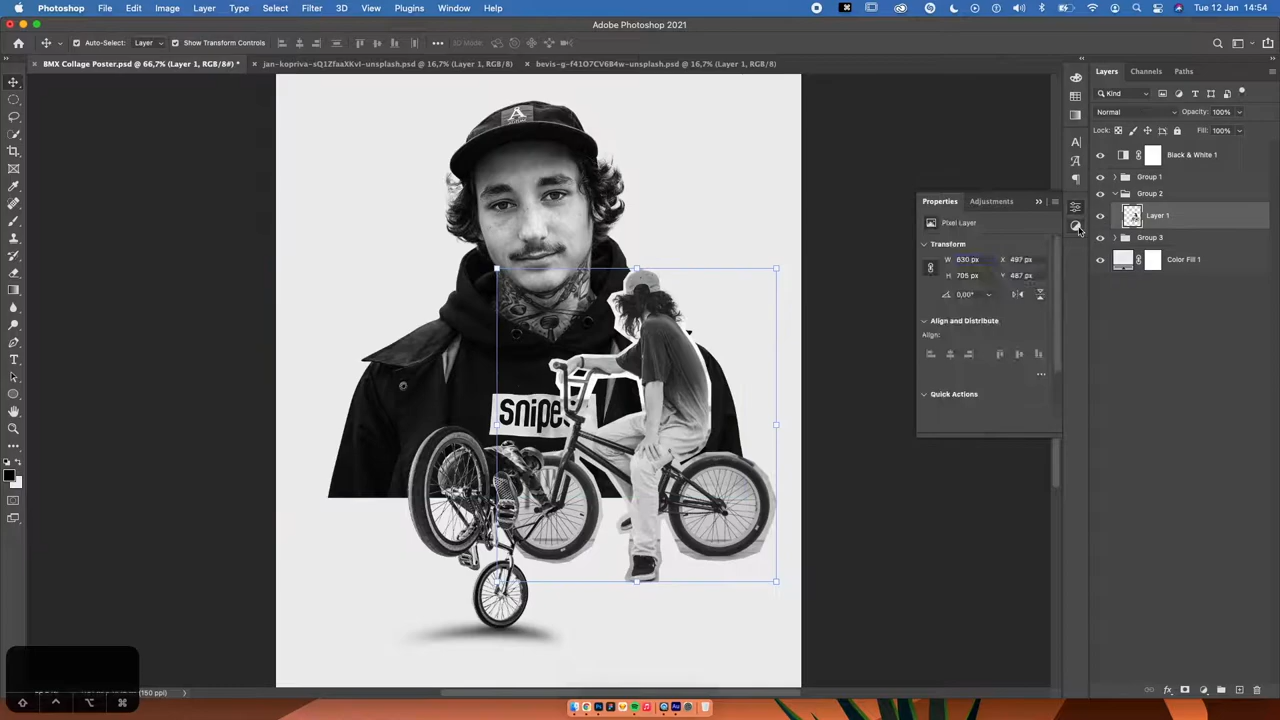 Photoshop File Edit Image Layer Type Select Filter 3D View Plugins Window Help Tue 12 Jan 14:54
Adobe Photoshop 2021
Auto-Select: Layer Show Transform Controls 3D Mode:
BMX Collage Poster.psd @ 66,7% (Layer 1, RGB/8#) * jan-kopriva-sQ1ZfaaXKvI-unsplash.psd @ 16,7% (Layer 1, RGB/8) bevis-g-f41O7CV6B4w-unsplash.psd @ 16,7% (Layer 1, RGB/8)
Layers Channels Paths
Kind
Normal Opacity: 100%
Lock: Fill: 100%
Black & White 1
Group 1
Group 2
Layer 1
Group 3
Color Fill 1
Properties Adjustments
Pixel Layer
Transform
W 630 px X 497 px
H 705 px Y 487 px
0,00°
Align and Distribute
Align:
Quick Actions
A
snipe
(150 ppi)